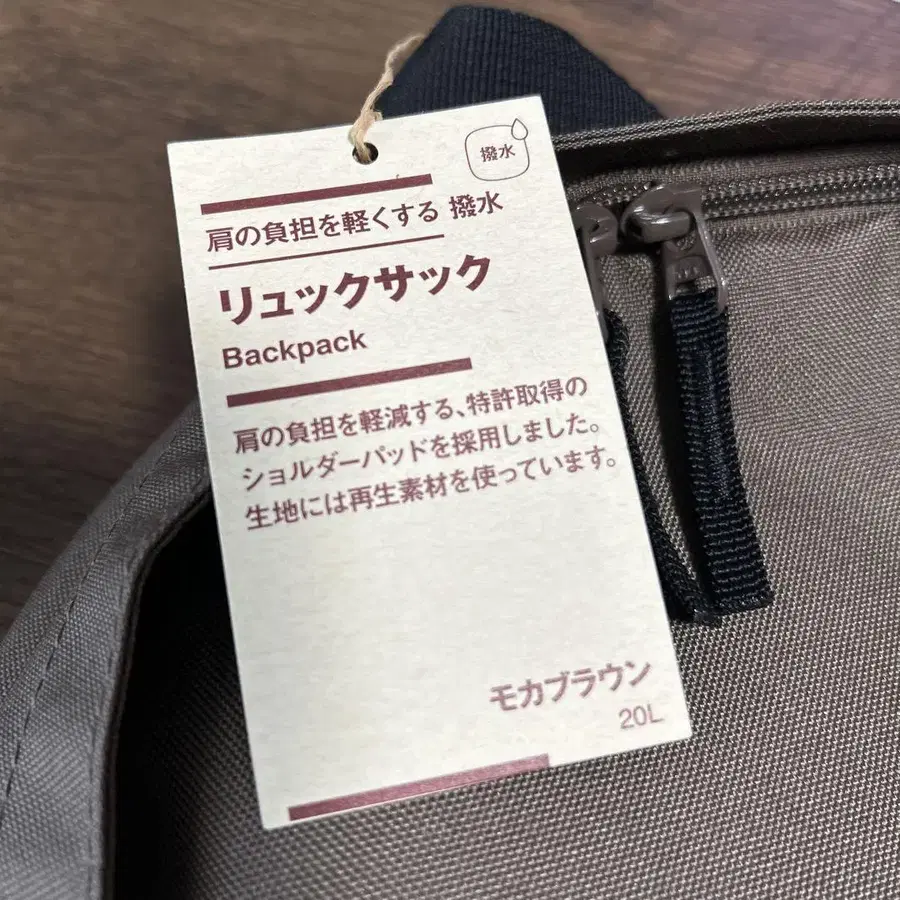 撥水
肩の負担を軽くする 撥水
リュックサック
Backpack
肩の負担を軽減する、特許取得の
ショルダーパッドを採用しました。
生地には再生素材を使っています。
モカブラウン
20L